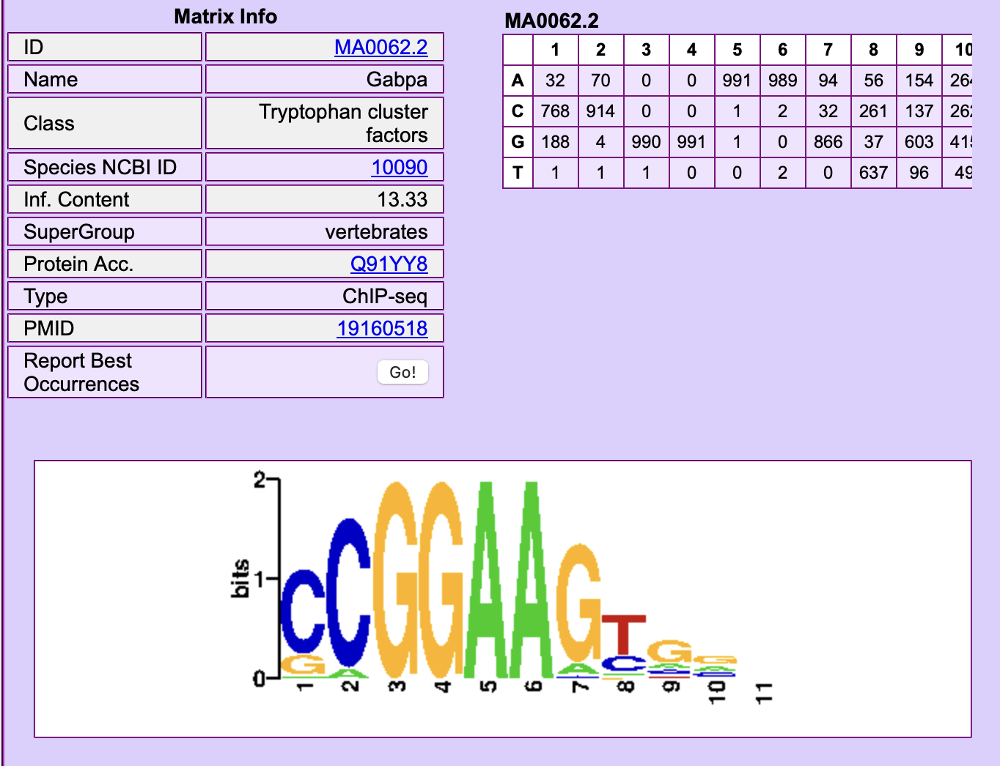 Matrix Info
ID MA0062.2
Name Gabpa
Class Tryptophan cluster
factors
Species NCBI ID 10090
Inf. Content 13.33
SuperGroup vertebrates
Protein Acc. Q91YY8
Type ChIP-seq
PMID 19160518
Report Best
Occurrences Go!
MA0062.2
1 2 3 4 5 6 7 8 9 10
A 32 70 0 0 991 989 94 56 154 264
C 768 914 0 0 1 2 32 261 137 262
G 188 4 990 991 1 0 866 37 603 415
T 1 1 1 0 0 2 0 637 96 49
2
bits
1
0
C C G G A A G T G G
G A A C A A
C C
1 2 3 4 5 6 7 8 9 10 11